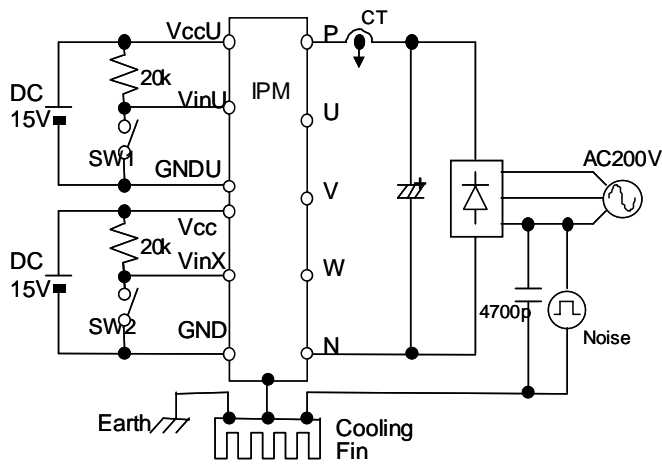 CT
VccU
P
20k
IPM
DC
15V
VinU
U
SW1
AC200V
GNDU
V
Vcc
20k
DC
15V
VinX
W
4700p
SW2
GND
N
Noise
Earth
Cooling
Fin